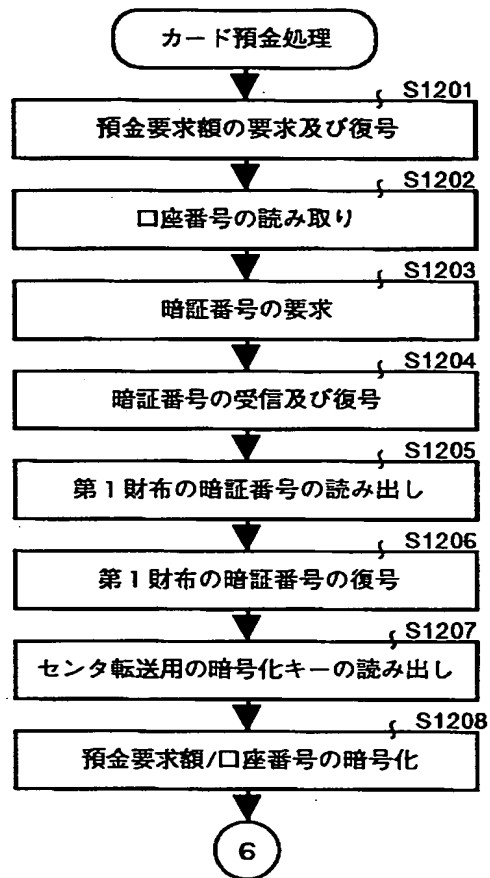 カード預金処理
S1201
預金要求額の要求及び復号
S1202
口座番号の読み取り
S1203
暗証番号の要求
S1204
暗証番号の受信及び復号
S1205
第1財布の暗証番号の読み出し
S1206
第1財布の暗証番号の復号
S1207
センタ転送用の暗号化キーの読み出し
S1208
預金要求額/口座番号の暗号化
6